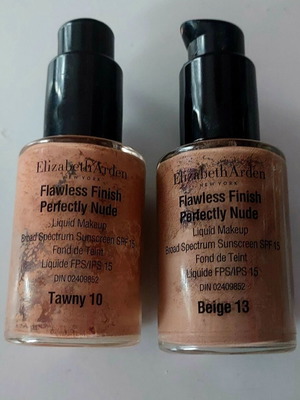 Elizabeth Arden
NEW YORK
Flawless Finish
Perfectly Nude
Liquid Makeup
Broad Spectrum Sunscreen SPF 15
Fond de Teint
Liquide FPS/IPS 15
DIN 02409852
Tawny 10
Elizabeth Arden
NEW YORK
Flawless Finish
Perfectly Nude
Liquid Makeup
Broad Spectrum Sunscreen SPF 15
Fond de Teint
Liquide FPS/IPS 15
DIN 02409852
Beige 13